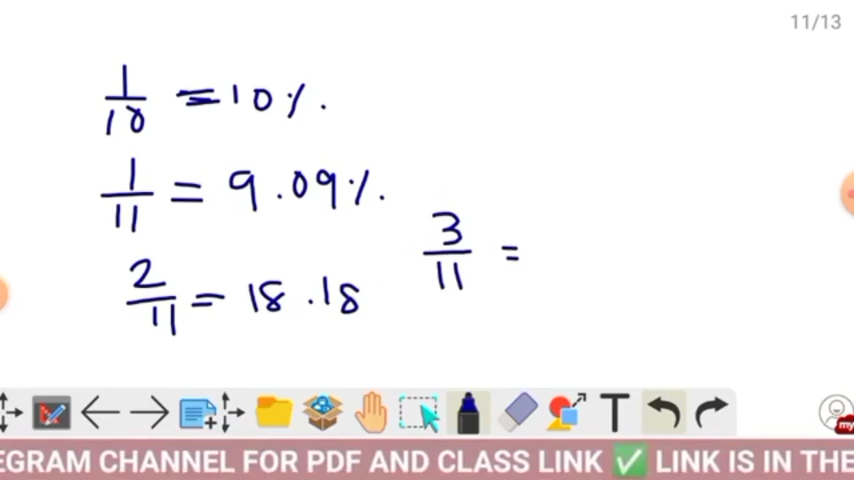 11/13
1/10 = 10%.
1/11 = 9.09%.
2/11 = 18.18
3/11 =
T
my
EGRAM CHANNEL FOR PDF AND CLASS LINK ✅ LINK IS IN THE